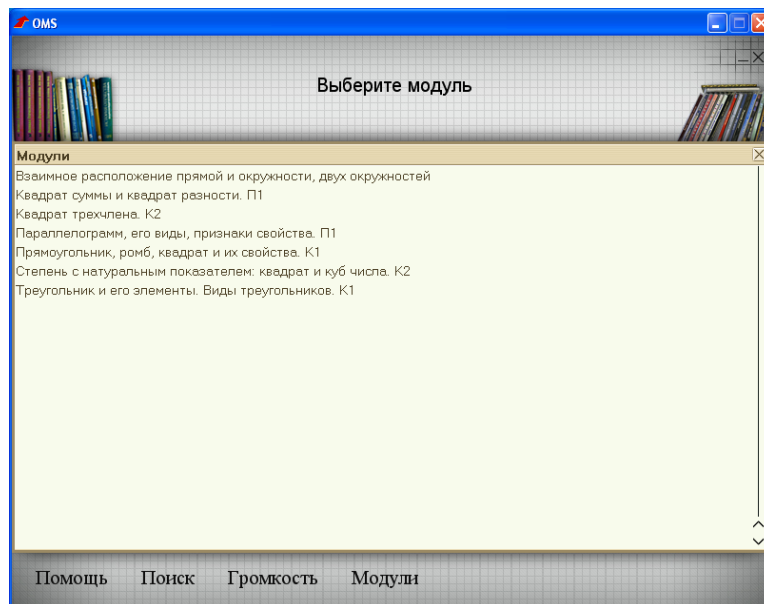 OMS
Выберите модуль
Модули
Взаимное расположение прямой и окружности, двух окружностей
Квадрат суммы и квадрат разности. П1
Квадрат трехчлена. К2
Параллелограмм, его виды, признаки свойства. П1
Прямоугольник, ромб, квадрат и их свойства. К1
Степень с натуральным показателем: квадрат и куб числа. К2
Треугольник и его элементы. Виды треугольников. К1
Помощь Поиск Громкость Модули